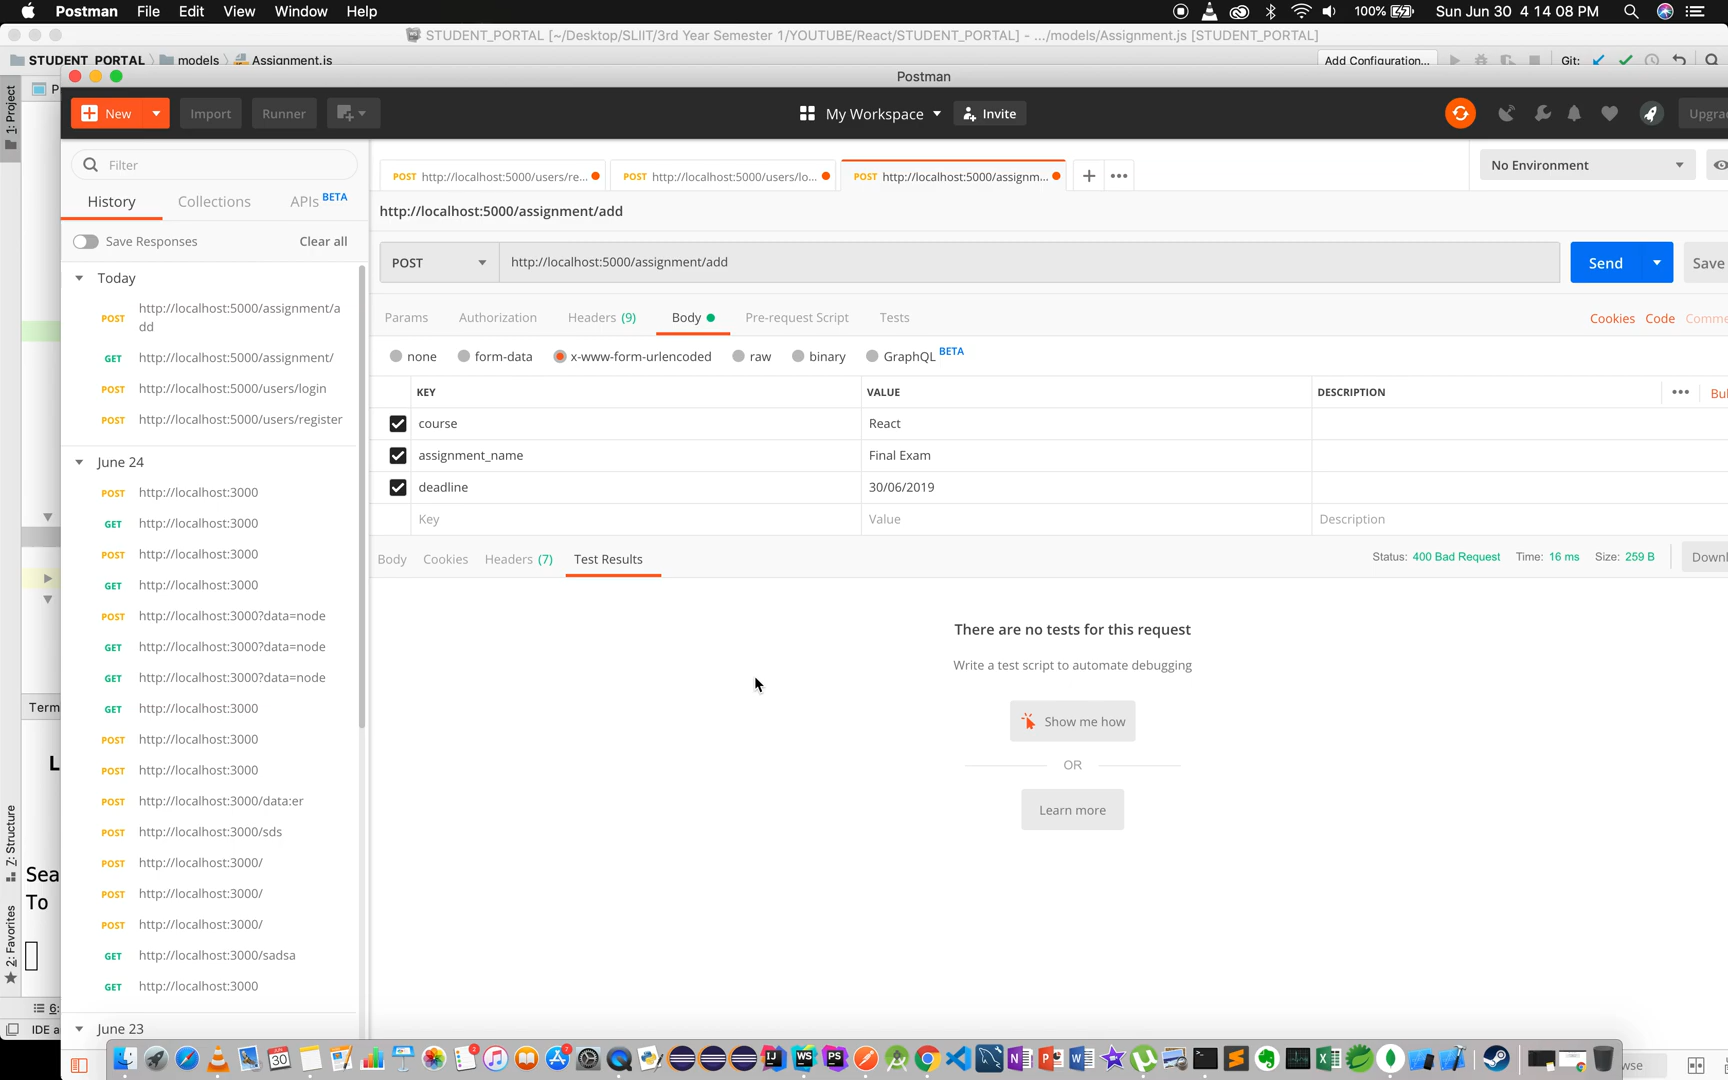 Postman File Edit View Window Help 100% Sun Jun 30 4 14 08 PM
STUDENT_PORTAL [~/Desktop/SLIIT/3rd Year Semester 1/YOUTUBE/React/STUDENT_PORTAL] - .../models/Assignment.js [STUDENT_PORTAL]
STUDENT_PORTAL models Assignment.js Add Configuration... Git:
Postman
New Import Runner My Workspace Invite Upgra
Filter
History Collections APIs BETA
Save Responses Clear all
Today
POST http://localhost:5000/assignment/a
dd
GET http://localhost:5000/assignment/
POST http://localhost:5000/users/login
POST http://localhost:5000/users/register
June 24
POST http://localhost:3000
GET http://localhost:3000
POST http://localhost:3000
GET http://localhost:3000
POST http://localhost:3000?data=node
GET http://localhost:3000?data=node
GET http://localhost:3000?data=node
GET http://localhost:3000
POST http://localhost:3000
POST http://localhost:3000
POST http://localhost:3000/data:er
POST http://localhost:3000/sds
POST http://localhost:3000/
POST http://localhost:3000/
POST http://localhost:3000/
GET http://localhost:3000/sadsa
GET http://localhost:3000
June 23
POST http://localhost:5000/users/re... POST http://localhost:5000/users/lo... POST http://localhost:5000/assignm... No Environment
http://localhost:5000/assignment/add
POST http://localhost:5000/assignment/add Send Save
Params Authorization Headers (9) Body Pre-request Script Tests Cookies Code Comme
none form-data x-www-form-urlencoded raw binary GraphQL BETA
KEY VALUE DESCRIPTION Bul
course React
assignment_name Final Exam
deadline 30/06/2019
Key Value Description
Body Cookies Headers (7) Test Results Status: 400 Bad Request Time: 16 ms Size: 259 B Downl
There are no tests for this request
Write a test script to automate debugging
Show me how
OR
Learn more
1: Project
Z: Structure
2: Favorites
P
Term
L
Sea
To
6:
IDE a
wse